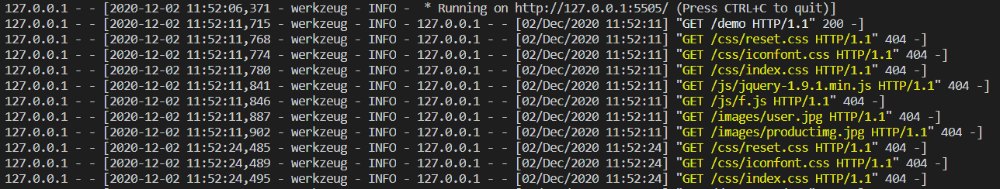 127.0.0.1 - - [2020-12-02 11:52:06,371 - werkzeug - INFO -  * Running on http://127.0.0.1:5505/ (Press CTRL+C to quit)]
127.0.0.1 - - [2020-12-02 11:52:11,715 - werkzeug - INFO - 127.0.0.1 - - [02/Dec/2020 11:52:11] "GET /demo HTTP/1.1" 200 -]
127.0.0.1 - - [2020-12-02 11:52:11,768 - werkzeug - INFO - 127.0.0.1 - - [02/Dec/2020 11:52:11] "GET /css/reset.css HTTP/1.1" 404 -]
127.0.0.1 - - [2020-12-02 11:52:11,774 - werkzeug - INFO - 127.0.0.1 - - [02/Dec/2020 11:52:11] "GET /css/iconfont.css HTTP/1.1" 404 -]
127.0.0.1 - - [2020-12-02 11:52:11,780 - werkzeug - INFO - 127.0.0.1 - - [02/Dec/2020 11:52:11] "GET /css/index.css HTTP/1.1" 404 -]
127.0.0.1 - - [2020-12-02 11:52:11,841 - werkzeug - INFO - 127.0.0.1 - - [02/Dec/2020 11:52:11] "GET /js/jquery-1.9.1.min.js HTTP/1.1" 404 -]
127.0.0.1 - - [2020-12-02 11:52:11,846 - werkzeug - INFO - 127.0.0.1 - - [02/Dec/2020 11:52:11] "GET /js/f.js HTTP/1.1" 404 -]
127.0.0.1 - - [2020-12-02 11:52:11,887 - werkzeug - INFO - 127.0.0.1 - - [02/Dec/2020 11:52:11] "GET /images/user.jpg HTTP/1.1" 404 -]
127.0.0.1 - - [2020-12-02 11:52:11,902 - werkzeug - INFO - 127.0.0.1 - - [02/Dec/2020 11:52:11] "GET /images/productimg.jpg HTTP/1.1" 404 -]
127.0.0.1 - - [2020-12-02 11:52:24,485 - werkzeug - INFO - 127.0.0.1 - - [02/Dec/2020 11:52:24] "GET /css/reset.css HTTP/1.1" 404 -]
127.0.0.1 - - [2020-12-02 11:52:24,489 - werkzeug - INFO - 127.0.0.1 - - [02/Dec/2020 11:52:24] "GET /css/iconfont.css HTTP/1.1" 404 -]
127.0.0.1 - - [2020-12-02 11:52:24,495 - werkzeug - INFO - 127.0.0.1 - - [02/Dec/2020 11:52:24] "GET /css/index.css HTTP/1.1" 404 -]